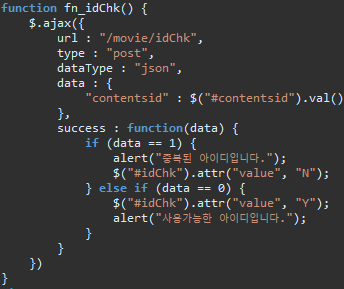 function fn_idChk() {
    $.ajax({
        url : "/movie/idChk",
        type : "post",
        dataType : "json",
        data : {
            "contentsid" : $("#contentsid").val()
        },
        success : function(data) {
            if (data == 1) {
                alert("중복된 아이디입니다.");
                $("#idChk").attr("value", "N");
            } else if (data == 0) {
                $("#idChk").attr("value", "Y");
                alert("사용가능한 아이디입니다.");
            }
        }
    })
}